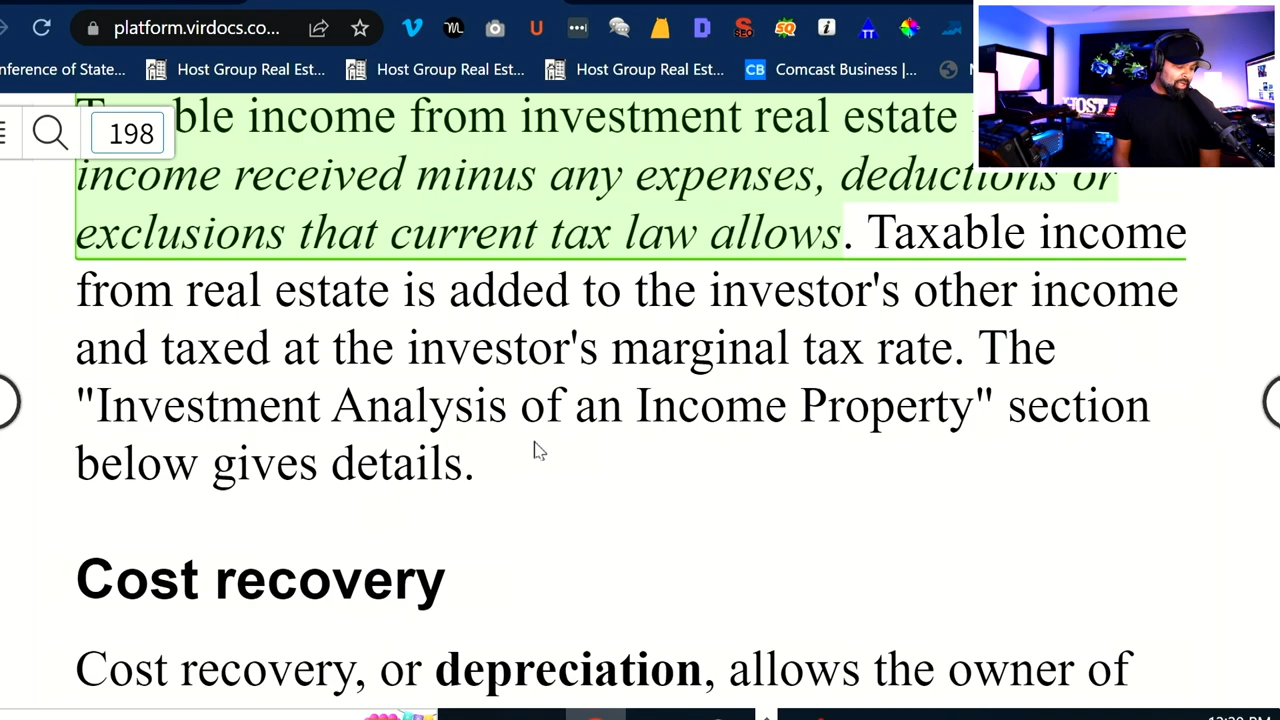 platform.virdocs.co...
nference of State... Host Group Real Est... Host Group Real Est... Host Group Real Est... CB Comcast Business |...
198
Taxable income from investment real estate
income received minus any expenses, deductions or
exclusions that current tax law allows. Taxable income
from real estate is added to the investor's other income
and taxed at the investor's marginal tax rate. The
"Investment Analysis of an Income Property" section
below gives details.
Cost recovery
Cost recovery, or depreciation, allows the owner of
HOST